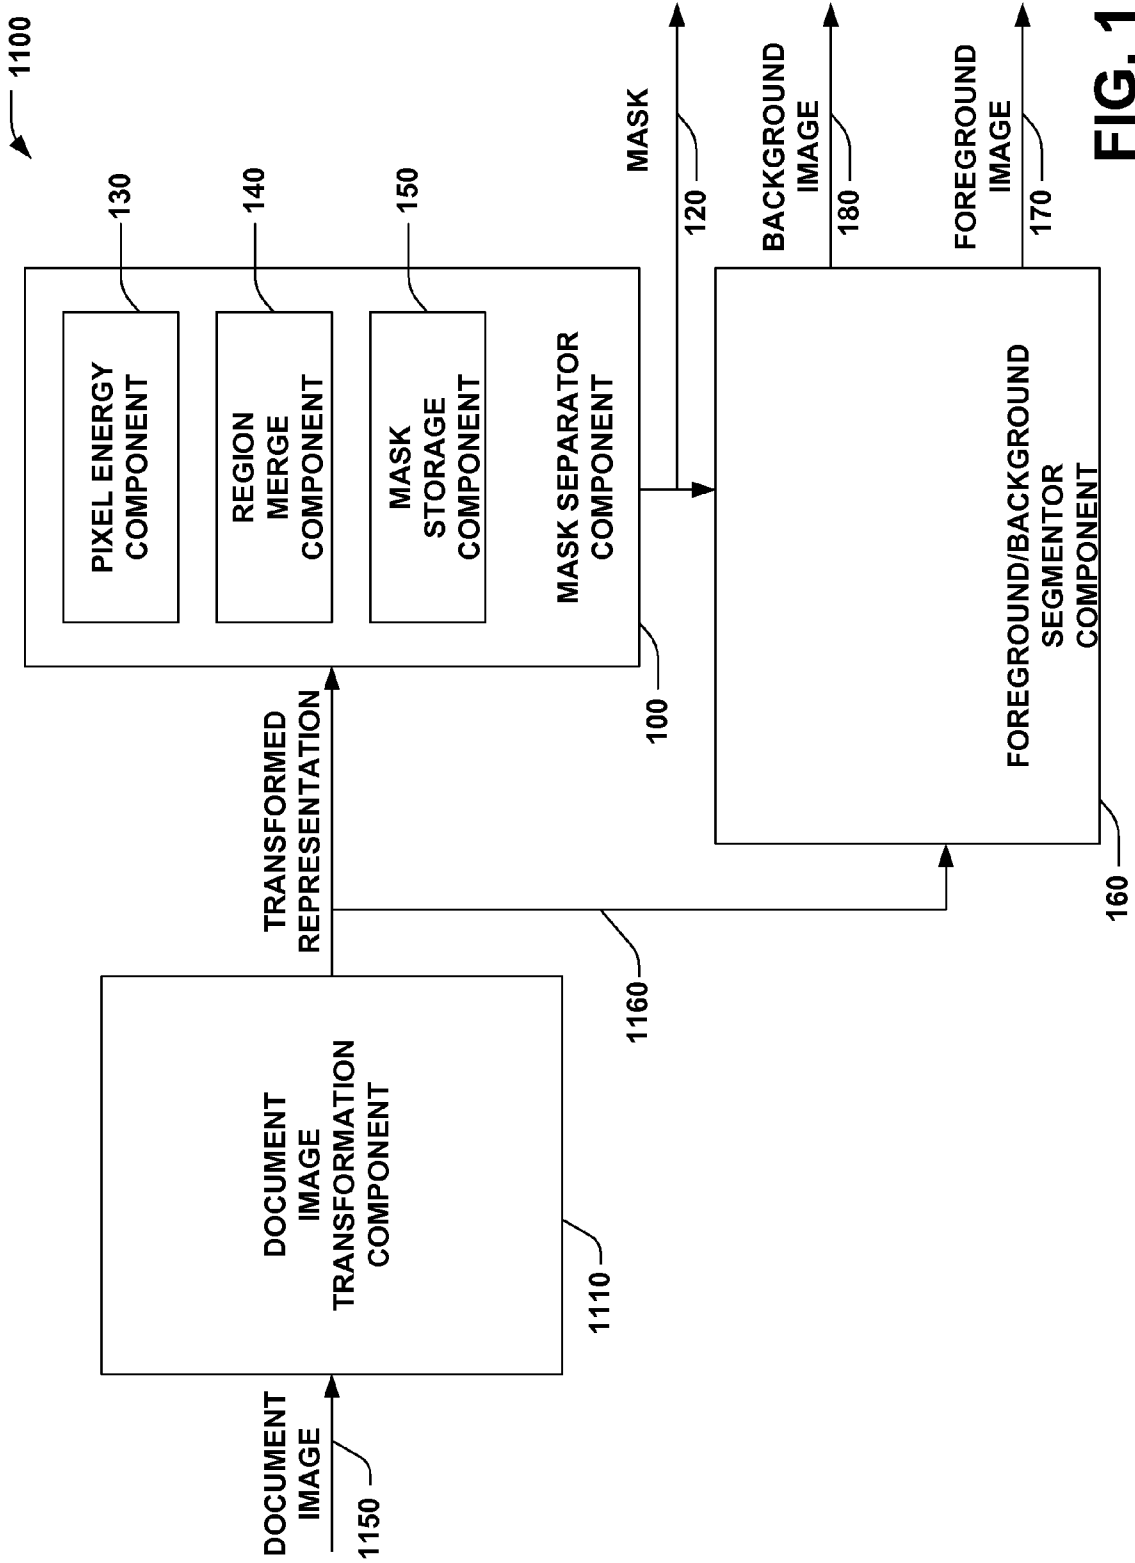 1100
DOCUMENT
IMAGE
1150
DOCUMENT
IMAGE
TRANSFORMATION
COMPONENT
1110
TRANSFORMED
REPRESENTATION
1160
PIXEL ENERGY
COMPONENT
130
REGION
MERGE
COMPONENT
140
MASK
STORAGE
COMPONENT
150
MASK SEPARATOR
COMPONENT
100
MASK
120
FOREGROUND/BACKGROUND
SEGMENTOR
COMPONENT
160
BACKGROUND
IMAGE
180
FOREGROUND
IMAGE
170
FIG. 1